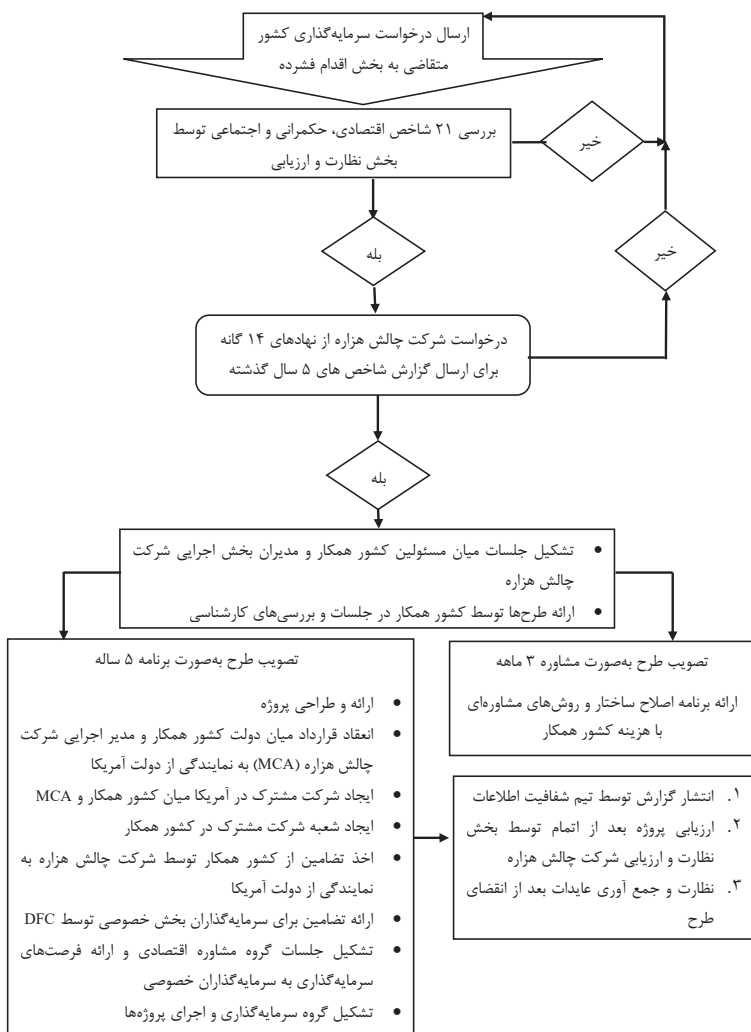 ارسال درخواست سرمایه‌گذاری کشور
متقاضی به بخش اقدام فشرده
بررسی ۲۱ شاخص اقتصادی، حکمرانی و اجتماعی توسط
بخش نظارت و ارزیابی
خیر
بله
خیر
درخواست شرکت چالش هزاره از نهادهای ۱۴ گانه
برای ارسال گزارش شاخص های ۵ سال گذشته
بله
• تشکیل جلسات میان مسئولین کشور همکار و مدیران بخش اجرایی شرکت
چالش هزاره
• ارائه طرح‌ها توسط کشور همکار در جلسات و بررسی‌های کارشناسی
تصویب طرح به‌صورت مشاوره ۳ ماهه
ارائه برنامه اصلاح ساختار و روش‌های مشاوره‌ای
با هزینه کشور همکار
تصویب طرح به‌صورت برنامه ۵ ساله
• ارائه و طراحی پروژه
• انعقاد قرارداد میان دولت کشور همکار و مدیر اجرایی شرکت
چالش هزاره (MCA) به نمایندگی از دولت آمریکا
• ایجاد شرکت مشترک در آمریکا میان کشور همکار و MCA
• ایجاد شعبه شرکت مشترک در کشور همکار
• اخذ تضامین از کشور همکار توسط شرکت چالش هزاره به
نمایندگی از دولت آمریکا
• ارائه تضامین برای سرمایه‌گذاران بخش خصوصی توسط DFC
• تشکیل جلسات گروه مشاوره اقتصادی و ارائه فرصت‌های
سرمایه‌گذاری به سرمایه‌گذاران خصوصی
• تشکیل گروه سرمایه‌گذاری و اجرای پروژه‌ها
۱. انتشار گزارش توسط تیم شفافیت اطلاعات
۲. ارزیابی پروژه بعد از اتمام توسط بخش
نظارت و ارزیابی شرکت چالش هزاره
۳. نظارت و جمع آوری عایدات بعد از انقضای
طرح